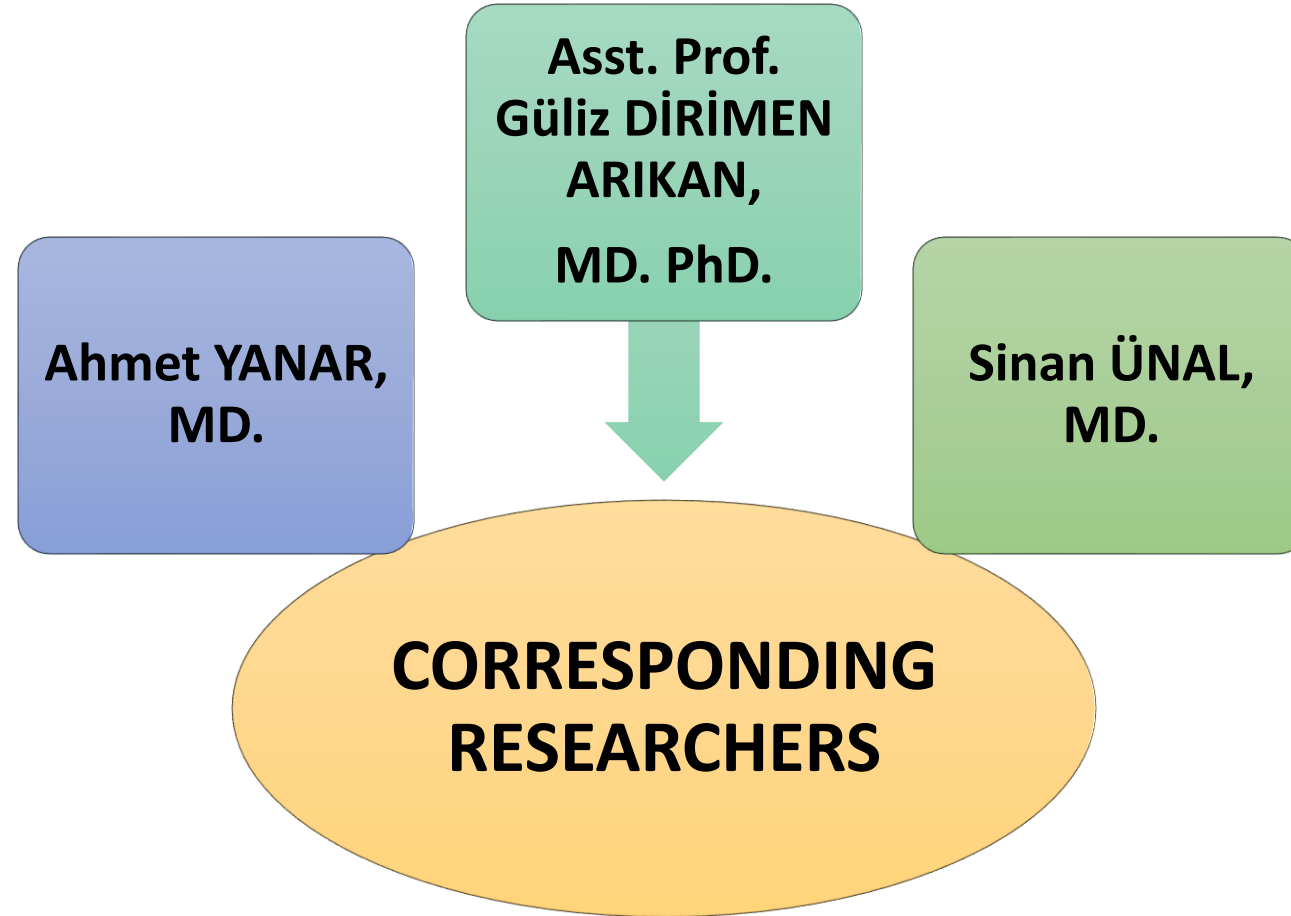 Asst. Prof.
Güliz DİRİMEN
ARIKAN,
MD. PhD.
Ahmet YANAR,
MD.
Sinan ÜNAL,
MD.
CORRESPONDING
RESEARCHERS